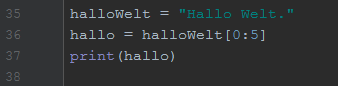 35 halloWelt = "Hallo Welt."
36 hallo = halloWelt[0:5]
37 print(hallo)
38